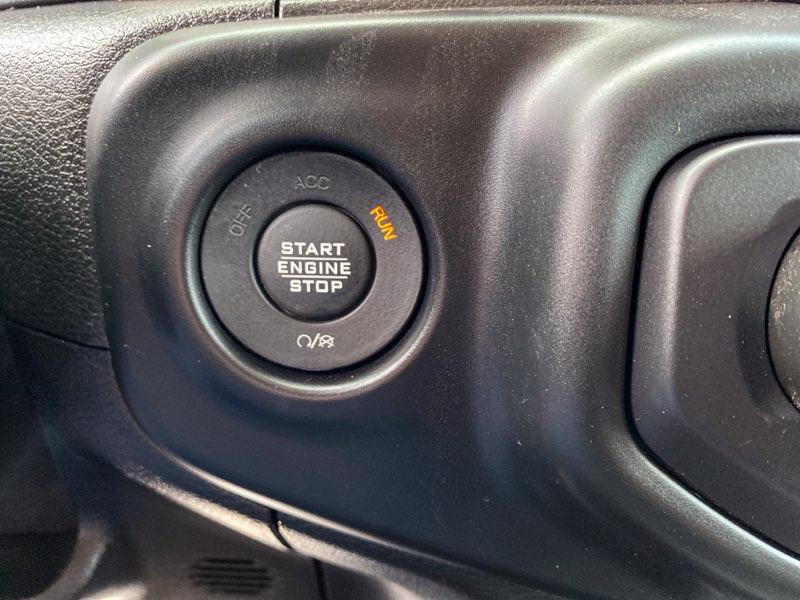 OFF
ACC
RUN
START
ENGINE
STOP